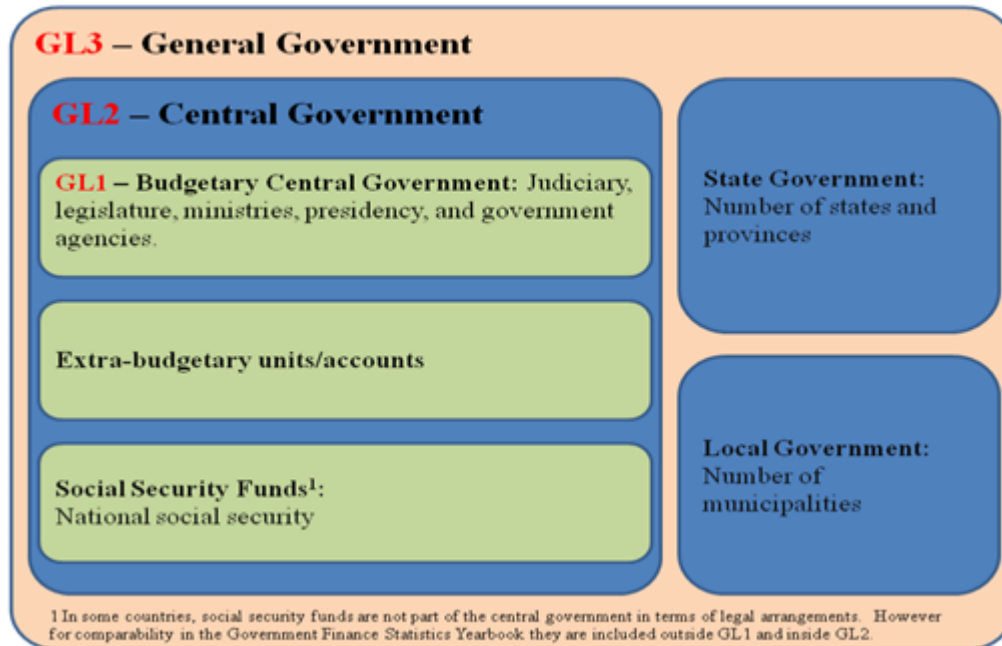 GL3 – General Government
GL2 – Central Government
GL1 – Budgetary Central Government: Judiciary,
legislature, ministries, presidency, and government
agencies.
Extra-budgetary units/accounts
Social Security Funds¹:
National social security
State Government:
Number of states and
provinces
Local Government:
Number of
municipalities
1 In some countries, social security funds are not part of the central government in terms of legal arrangements. However
for comparability in the Government Finance Statistics Yearbook they are included outside GL1 and inside GL2.